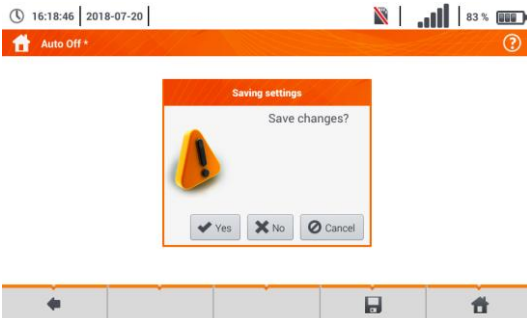 16:18:46 2018-07-20 83 %
Auto Off *
Saving settings
Save changes?
Yes No Cancel